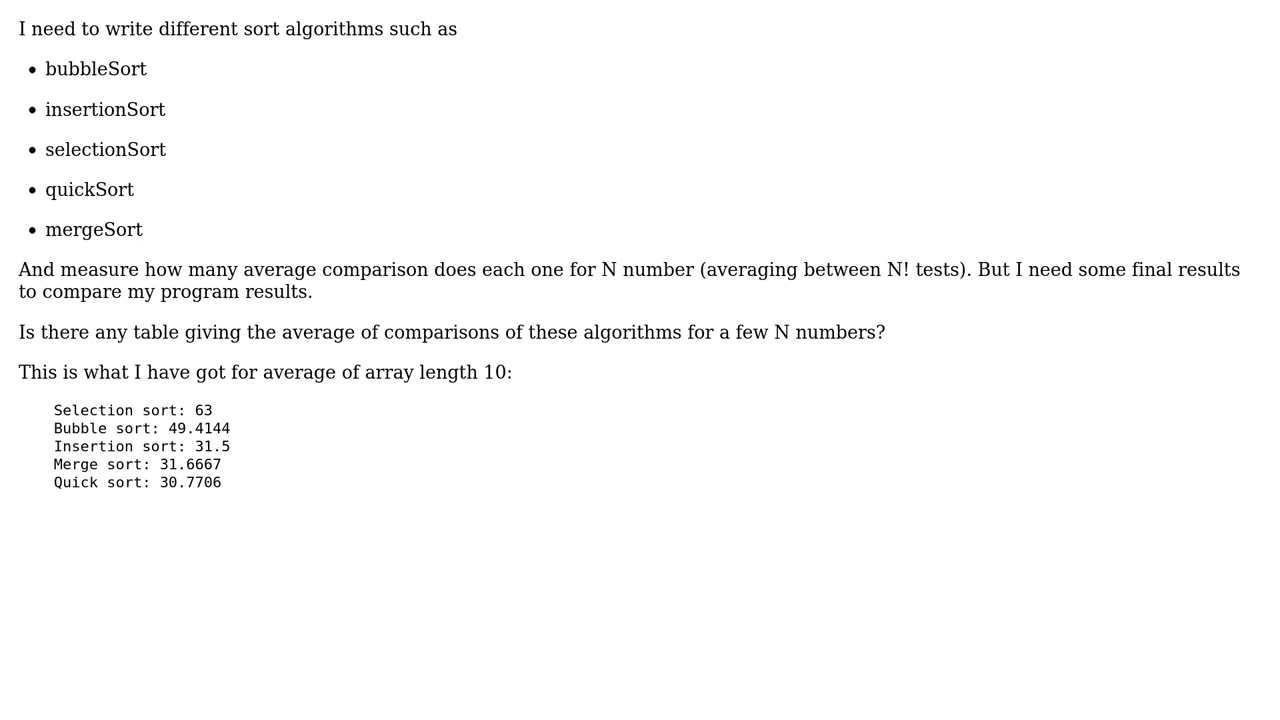 I need to write different sort algorithms such as
• bubbleSort
• insertionSort
• selectionSort
• quickSort
• mergeSort
And measure how many average comparison does each one for N number (averaging between N! tests). But I need some final results
to compare my program results.
Is there any table giving the average of comparisons of these algorithms for a few N numbers?
This is what I have got for average of array length 10:
Selection sort: 63
Bubble sort: 49.4144
Insertion sort: 31.5
Merge sort: 31.6667
Quick sort: 30.7706